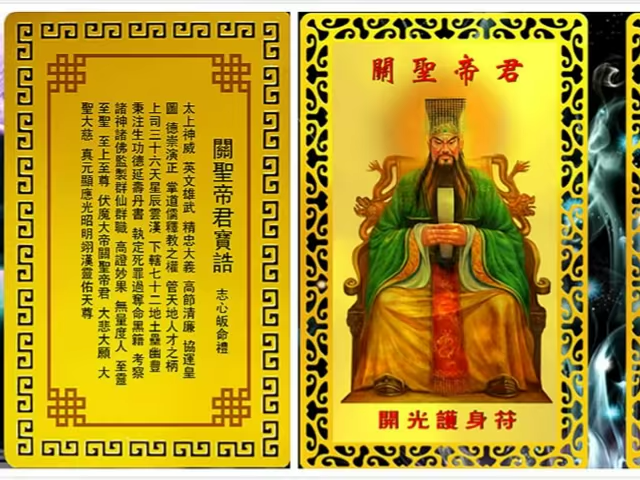 關聖帝君寶誥 志心皈命禮
太上神威 英文雄武 精忠大義 高節清廉 協運皇
圖 德崇演正 掌道儒釋教之權 管天地人才之柄
上司三十六天星辰雲漢 下轄七十二地土壘幽豊
秉注生功德延壽丹書 執定死罪過奪命黑籍 考察
諸神諸佛監製群仙群職 高證妙果 無量度人 至靈
至聖 至上至尊 伏魔大帝關聖帝君 大悲大願 大
聖大慈 真元顯應光昭明翊漢靈佑天尊
關聖帝君
開光護身符